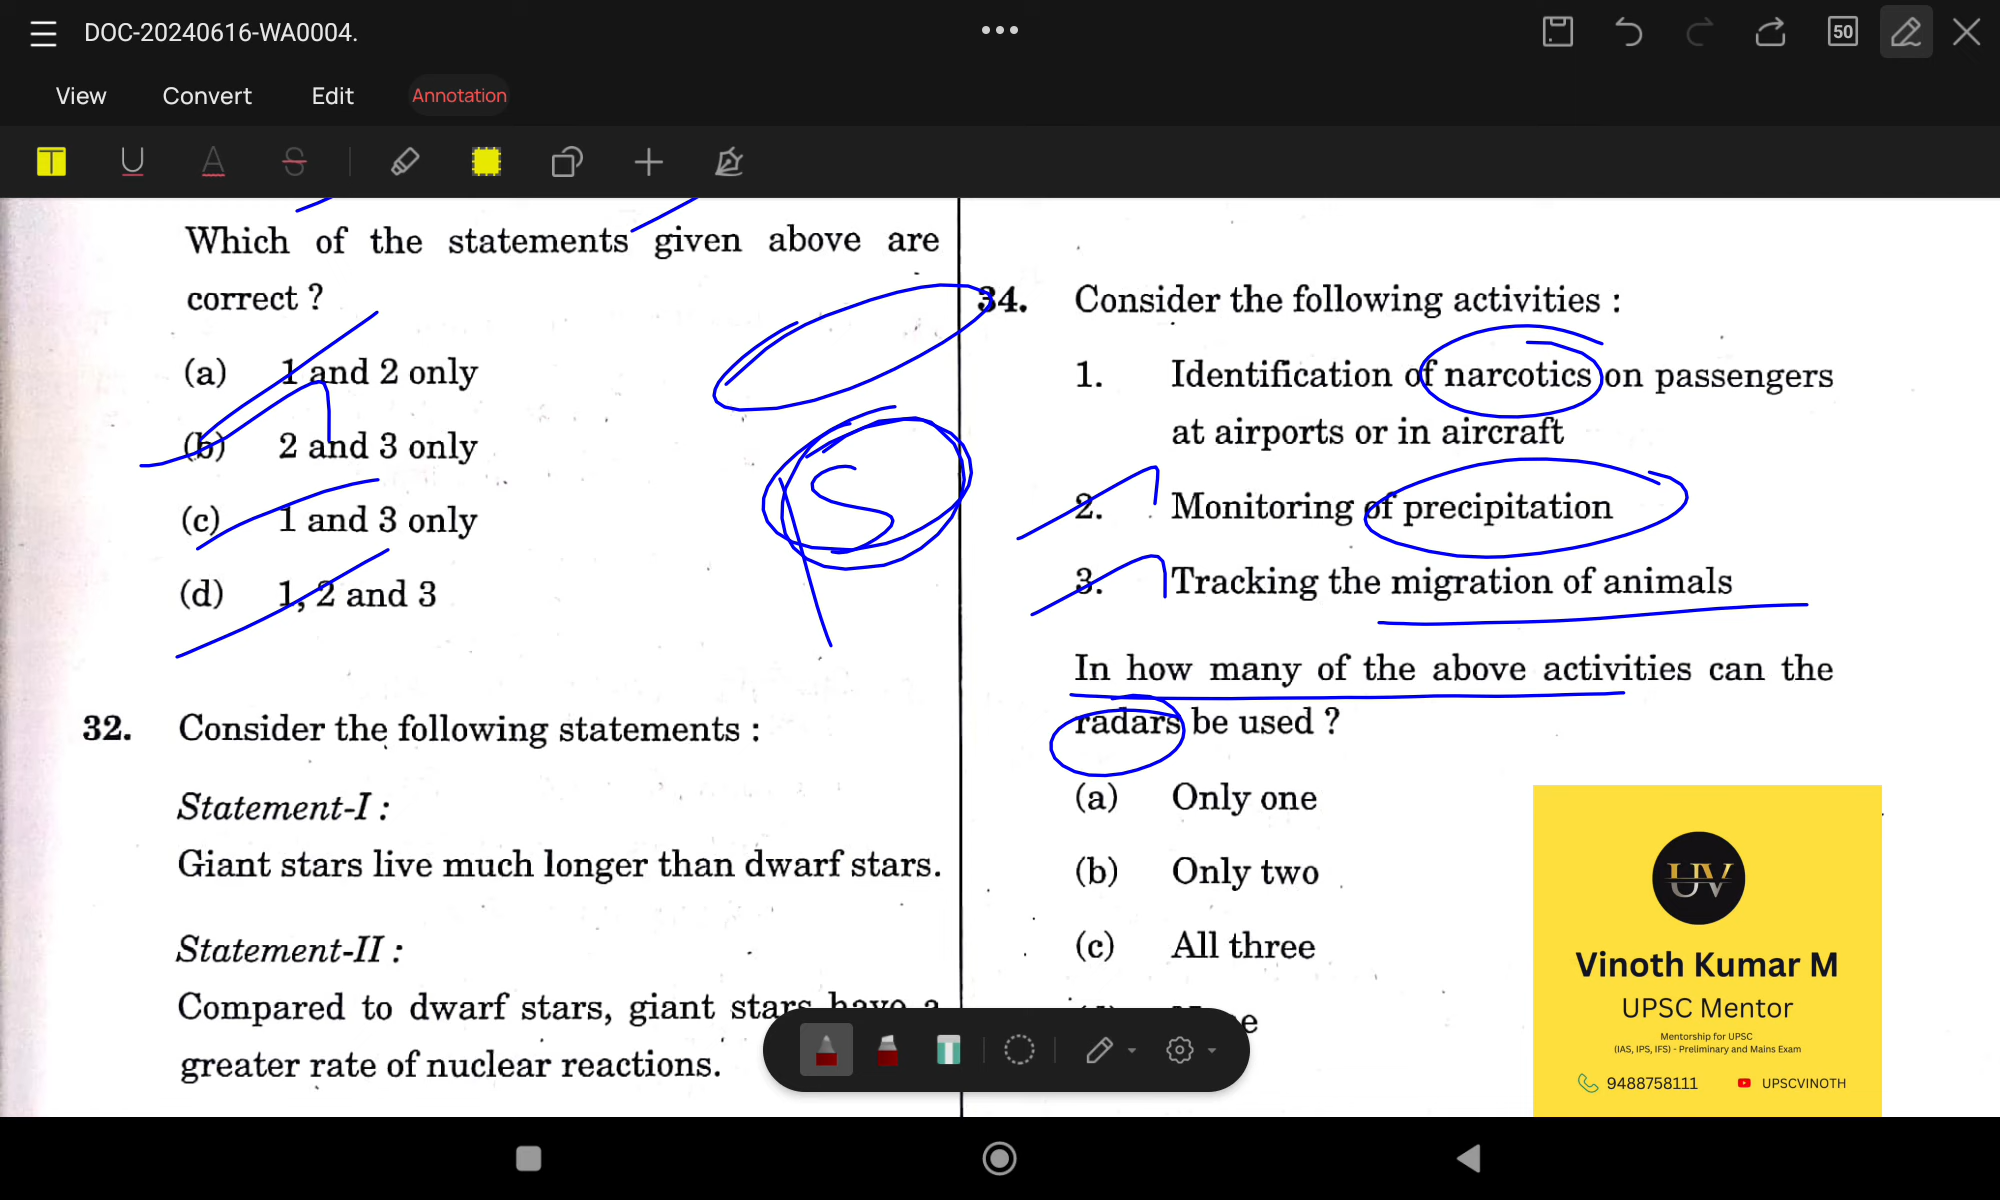 DOC-20240616-WA0004.
50
View Convert Edit Annotation
Which of the statements given above are
correct ?
(a) 1 and 2 only
(b) 2 and 3 only
(c) 1 and 3 only
(d) 1, 2 and 3
32. Consider the following statements :
Statement-I :
Giant stars live much longer than dwarf stars.
Statement-II :
Compared to dwarf stars, giant stars have a
greater rate of nuclear reactions.
S
34. Consider the following activities :
1. Identification of narcotics on passengers
at airports or in aircraft
2. Monitoring of precipitation
3. Tracking the migration of animals
In how many of the above activities can the
radars be used ?
(a) Only one
(b) Only two
(c) All three
UV
Vinoth Kumar M
UPSC Mentor
Mentorship for UPSC
(IAS, IPS, IFS) - Preliminary and Mains Exam
9488758111 UPSCVINOTH